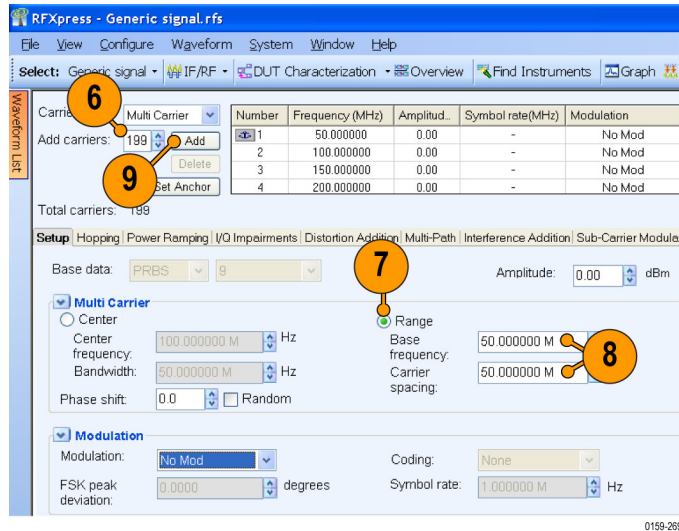 RFXpress - Generic signal.rfs
File View Configure Waveform System Window Help
Select: Generic signal IF/RF DUT Characterization Overview Find Instruments Graph
Waveform List
6
Multi Carrier
Add carriers: 199 Add
Delete
9
Set Anchor
Total carriers: 199
Number Frequency (MHz) Amplitud... Symbol rate(MHz) Modulation
1 50.000000 0.00 - No Mod
2 100.000000 0.00 - No Mod
3 150.000000 0.00 - No Mod
4 200.000000 0.00 - No Mod
Setup Hopping Power Ramping I/Q Impairments Distortion Addition Multi-Path Interference Addition Sub-Carrier Modula
Base data: PRBS 9
7
Amplitude: 0.00 dBm
Multi Carrier
Center
Center frequency: 100.000000 M Hz
Bandwidth: 50.000000 M Hz
Phase shift: 0.0 Random
Range
Base frequency: 50.000000 M
Carrier spacing: 50.000000 M
8
Modulation
Modulation: No Mod
Coding: None
FSK peak deviation: 0.0000 degrees
Symbol rate: 1.000000 M Hz
0159-269